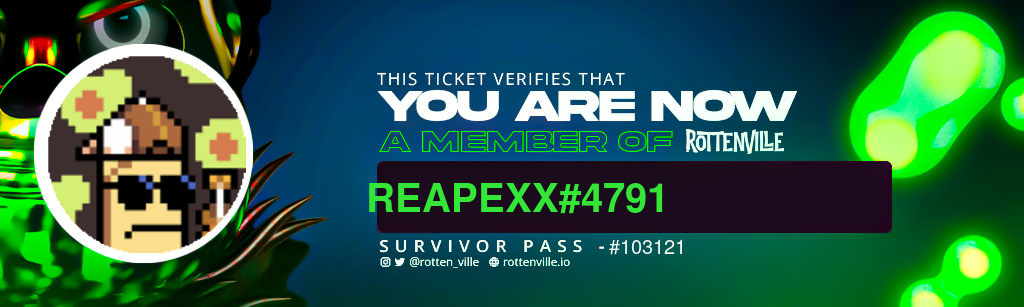 THIS TICKET VERIFIES THAT
YOU ARE NOW
A MEMBER OF ROTTENVILLE
REAPEXX#4791
SURVIVOR PASS - #103121
@rotten_ville rottenville.io